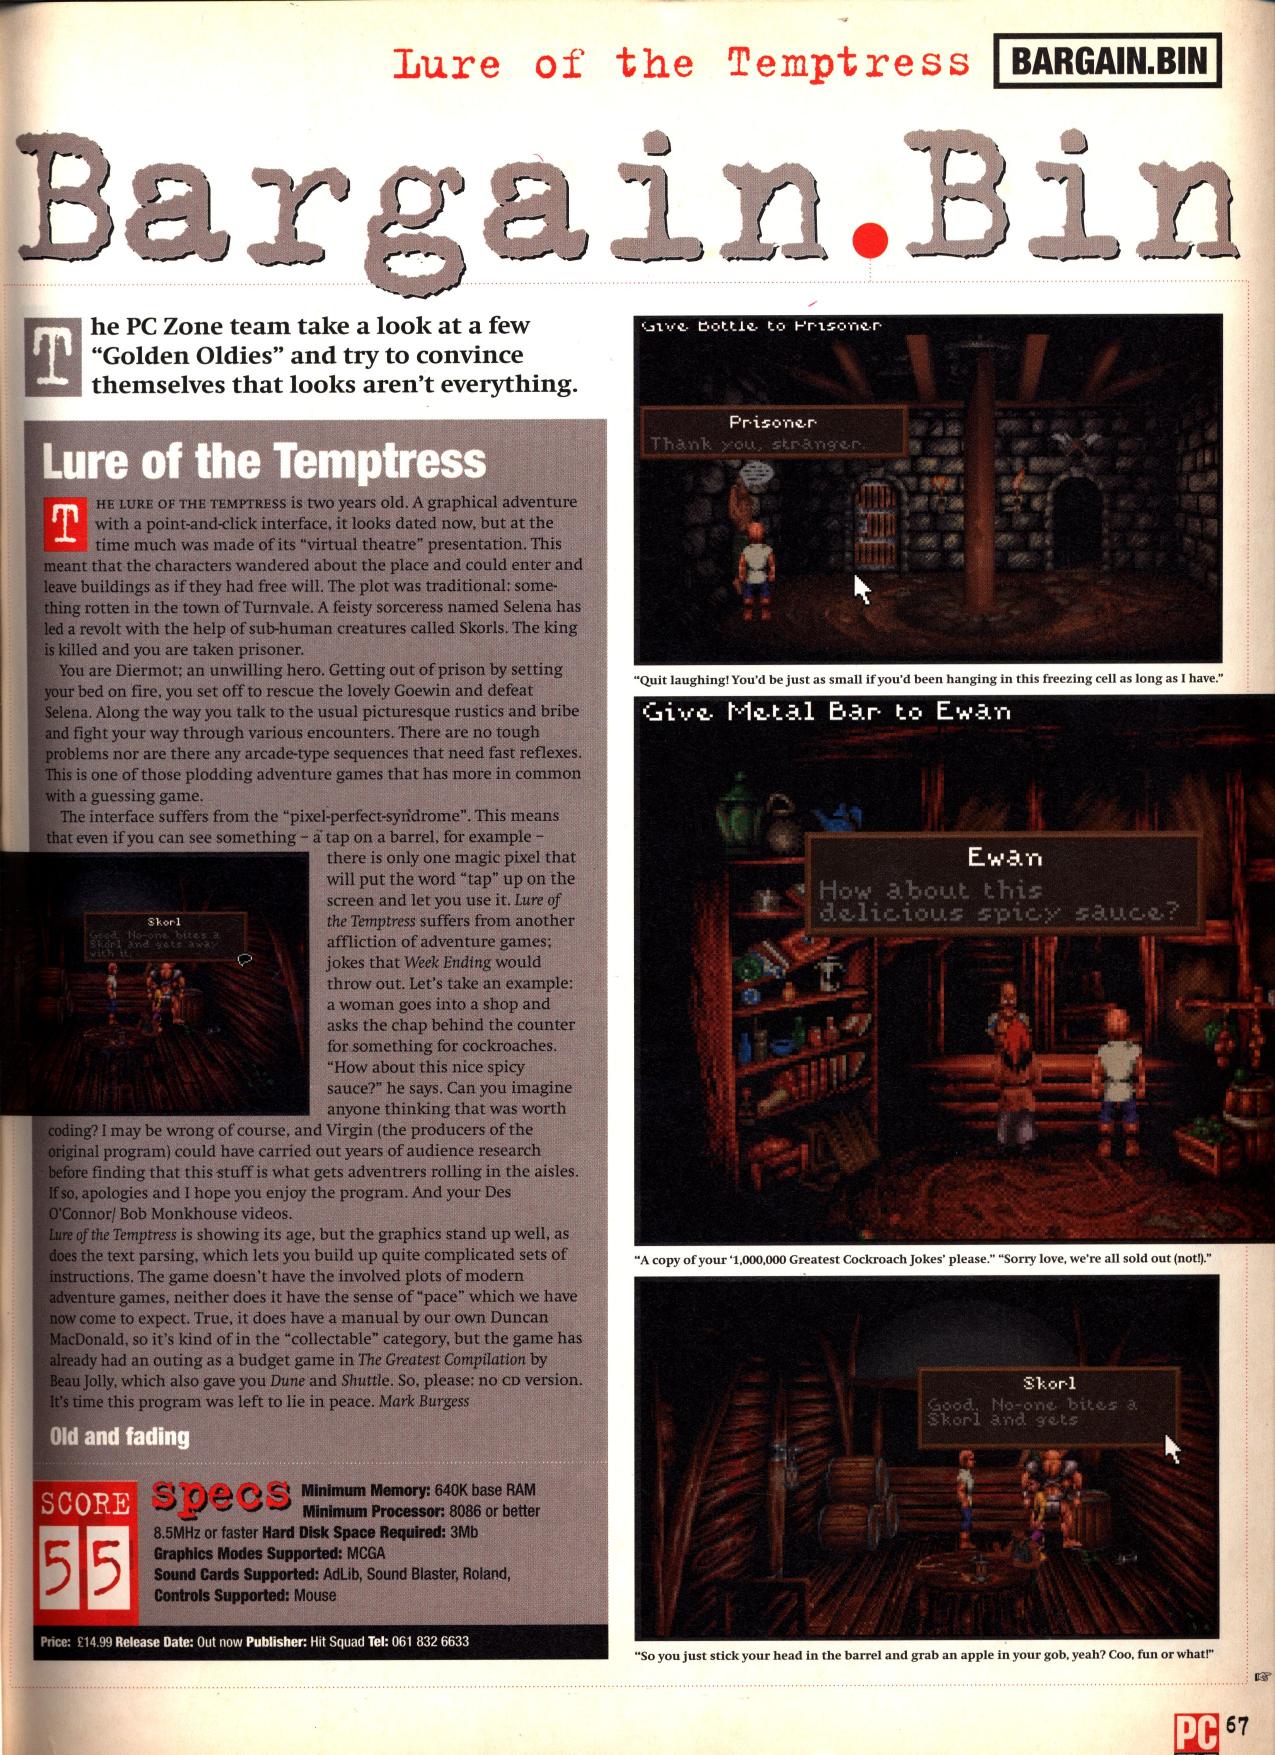 Lure of the Temptress BARGAIN.BIN
Bargain.Bin
The PC Zone team take a look at a few
“Golden Oldies” and try to convince
themselves that looks aren’t everything.
Lure of the Temptress
THE LURE OF THE TEMPTRESS is two years old. A graphical adventure
with a point-and-click interface, it looks dated now, but at the
time much was made of its “virtual theatre” presentation. This
meant that the characters wandered about the place and could enter and
leave buildings as if they had free will. The plot was traditional: some-
thing rotten in the town of Turnvale. A feisty sorceress named Selena has
led a revolt with the help of sub-human creatures called Skorls. The king
is killed and you are taken prisoner.
You are Diermot; an unwilling hero. Getting out of prison by setting
your bed on fire, you set off to rescue the lovely Goewin and defeat
Selena. Along the way you talk to the usual picturesque rustics and bribe
and fight your way through various encounters. There are no tough
problems nor are there any arcade-type sequences that need fast reflexes.
This is one of those plodding adventure games that has more in common
with a guessing game.
The interface suffers from the “pixel-perfect-syndrome”. This means
that even if you can see something – a tap on a barrel, for example –
there is only one magic pixel that
will put the word “tap” up on the
screen and let you use it. Lure of
the Temptress suffers from another
affliction of adventure games;
jokes that Week Ending would
throw out. Let’s take an example:
a woman goes into a shop and
asks the chap behind the counter
for something for cockroaches.
“How about this nice spicy
sauce?” he says. Can you imagine
anyone thinking that was worth
coding? I may be wrong of course, and Virgin (the producers of the
original program) could have carried out years of audience research
before finding that this stuff is what gets adventrers rolling in the aisles.
If so, apologies and I hope you enjoy the program. And your Des
O’Connor/ Bob Monkhouse videos.
Lure of the Temptress is showing its age, but the graphics stand up well, as
does the text parsing, which lets you build up quite complicated sets of
instructions. The game doesn’t have the involved plots of modern
adventure games, neither does it have the sense of “pace” which we have
now come to expect. True, it does have a manual by our own Duncan
MacDonald, so it’s kind of in the “collectable” category, but the game has
already had an outing as a budget game in The Greatest Compilation by
Beau Jolly, which also gave you Dune and Shuttle. So, please: no CD version.
It’s time this program was left to lie in peace. Mark Burgess
Old and fading
Skorl
Good. No-one bites a
Skorl and gets away
with it.
SCORE
55
specs Minimum Memory: 640K base RAM
Minimum Processor: 8086 or better
8.5MHz or faster Hard Disk Space Required: 3Mb
Graphics Modes Supported: MCGA
Sound Cards Supported: AdLib, Sound Blaster, Roland,
Controls Supported: Mouse
Price: £14.99 Release Date: Out now Publisher: Hit Squad Tel: 061 832 6633
Give Bottle to Prisoner
Prisoner
Thank you, stranger.
“Quit laughing! You’d be just as small if you’d been hanging in this freezing cell as long as I have.”
Give Metal Bar to Ewan
Ewan
How about this
delicious spicy sauce?
“A copy of your ‘1,000,000 Greatest Cockroach Jokes’ please.” “Sorry love, we’re all sold out (not!).”
Skorl
Good. No-one bites a
Skorl and gets
“So you just stick your head in the barrel and grab an apple in your gob, yeah? Coo, fun or what!”
PC 67